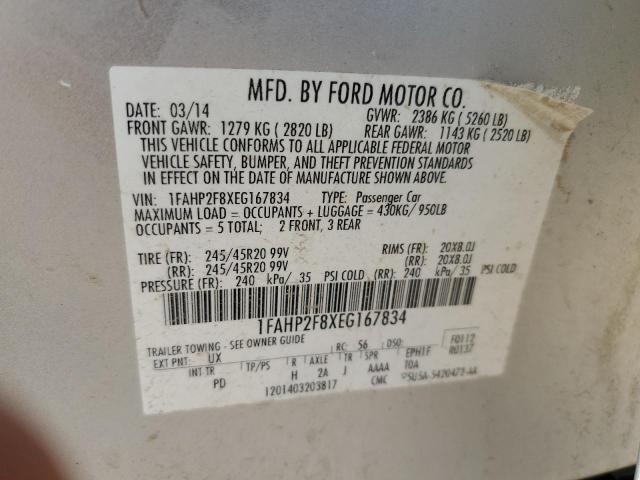 MFD. BY FORD MOTOR CO.
DATE: 03/14 GVWR: 2386 KG (5260 LB)
FRONT GAWR: 1279 KG (2820 LB) REAR GAWR: 1143 KG (2520 LB)
THIS VEHICLE CONFORMS TO ALL APPLICABLE FEDERAL MOTOR
VEHICLE SAFETY, BUMPER, AND THEFT PREVENTION STANDARDS
IN EFFECT ON THE DATE OF MANUFACTURE SHOWN ABOVE.
VIN: 1FAHP2F8XEG167834 TYPE: Passenger Car
MAXIMUM LOAD = OCCUPANTS + LUGGAGE = 430KG/950LB
OCCUPANTS = 5 TOTAL; 2 FRONT, 3 REAR
TIRE (FR): 245/45R20 99V RIMS (FR): 20X8.0J
(RR): 245/45R20 99V (RR): 20X8.0J
PRESSURE (FR): 240 kPa/ 35 PSI COLD (RR): 240 kPa/ 35 PSI COLD
1FAHP2F8XEG167834
TRAILER TOWING - SEE OWNER GUIDE RC: 56 DSO: F0112
EXT PNT: UX EPH1F R0137
INT TR TP/PS R AXLE TR SPR
PD H 2A J AAAA TOA
1201403203817 CMC